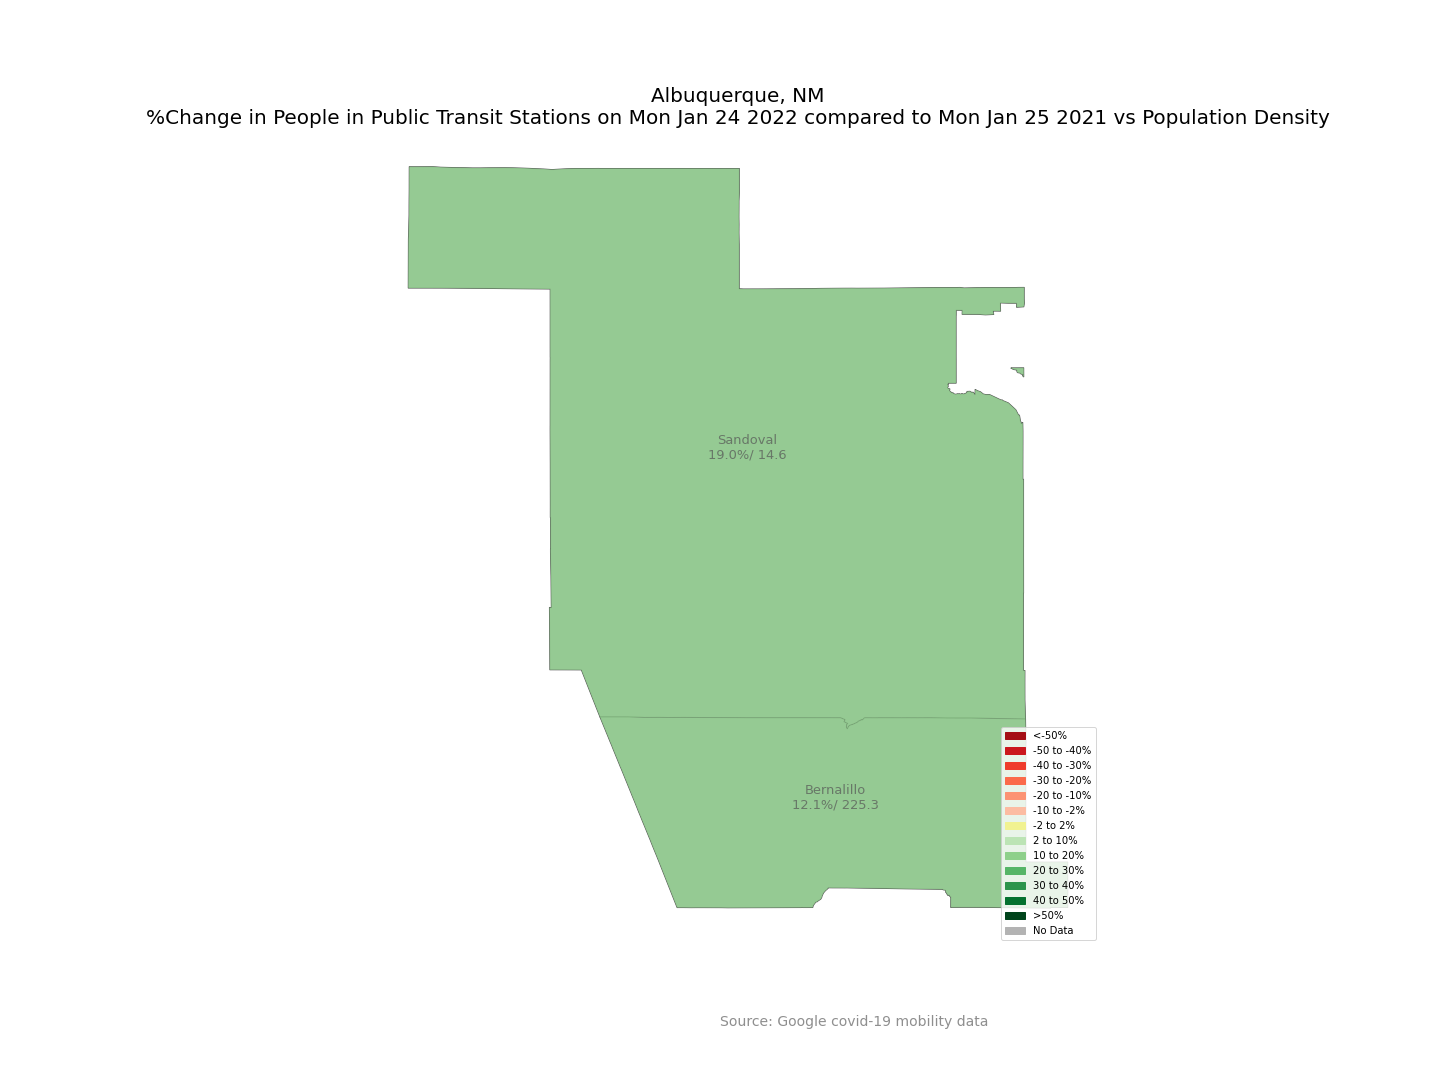 Albuquerque, NM
%Change in People in Public Transit Stations on Mon Jan 24 2022 compared to Mon Jan 25 2021 vs Population Density
Sandoval
19.0%/ 14.6
Bernalillo
12.1%/ 225.3
<-50%
-50 to -40%
-40 to -30%
-30 to -20%
-20 to -10%
-10 to -2%
-2 to 2%
2 to 10%
10 to 20%
20 to 30%
30 to 40%
40 to 50%
>50%
No Data
Source: Google covid-19 mobility data